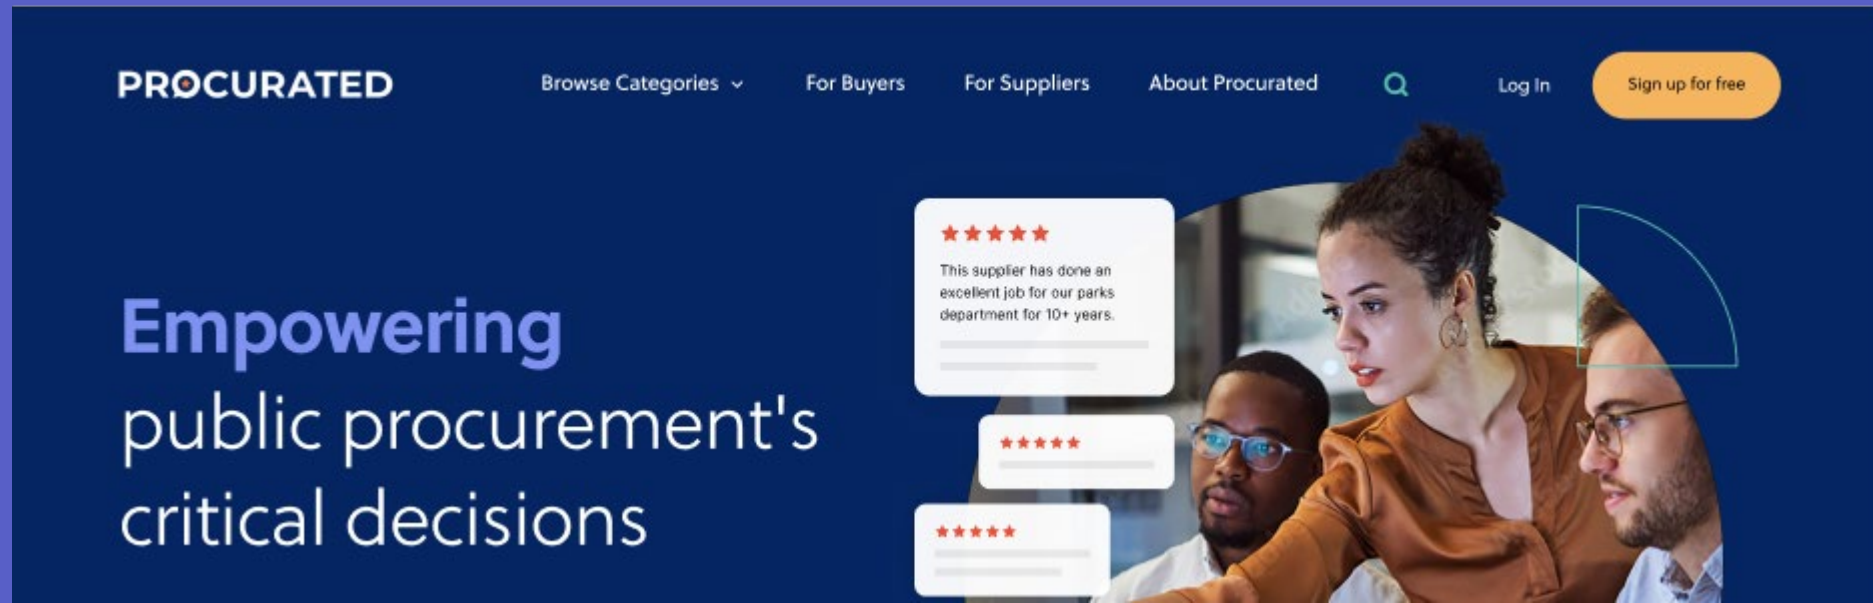 PROCURATED
Browse Categories
For Buyers
For Suppliers
About Procurated
Log In
Sign up for free
This supplier has done an
excellent job for our parks
department for 10+ years.
Empowering
public procurement's
critical decisions